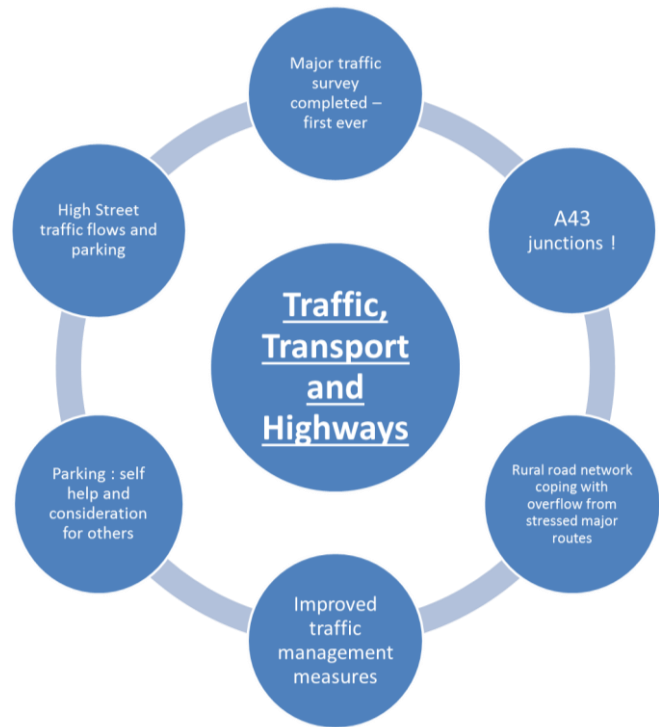 Major traffic
survey
completed –
first ever
A43
junctions !
Rural road network
coping with
overflow from
stressed major
routes
Improved
traffic
management
measures
Parking : self
help and
consideration
for others
High Street
traffic flows and
parking
Traffic,
Transport
and
Highways